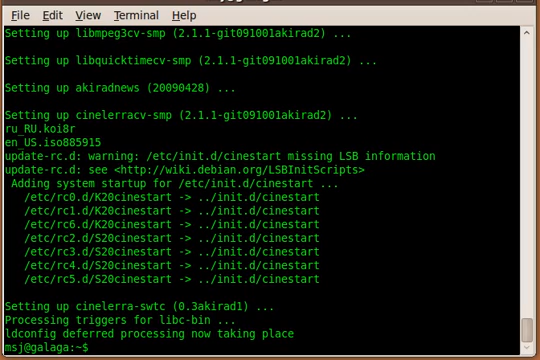 File Edit View Terminal Help
Setting up libmpeg3cv-smp (2.1.1-git091001akirad2) ...
Setting up libquicktimecv-smp (2.1.1-git091001akirad2) ...
Setting up akiradnews (20090428) ...
Setting up cinelerracv-smp (2.1.1-git091001akirad2) ...
ru_RU.koi8r
en_US.iso885915
update-rc.d: warning: /etc/init.d/cinestart missing LSB information
update-rc.d: see <http://wiki.debian.org/LSBInitScripts>
Adding system startup for /etc/init.d/cinestart ...
/etc/rc0.d/K20cinestart -> ../init.d/cinestart
/etc/rc1.d/K20cinestart -> ../init.d/cinestart
/etc/rc6.d/K20cinestart -> ../init.d/cinestart
/etc/rc2.d/S20cinestart -> ../init.d/cinestart
/etc/rc3.d/S20cinestart -> ../init.d/cinestart
/etc/rc4.d/S20cinestart -> ../init.d/cinestart
/etc/rc5.d/S20cinestart -> ../init.d/cinestart
Setting up cinelerra-swtc (0.3akirad1) ...
Processing triggers for libc-bin ...
ldconfig deferred processing now taking place
msj@galaga:~$